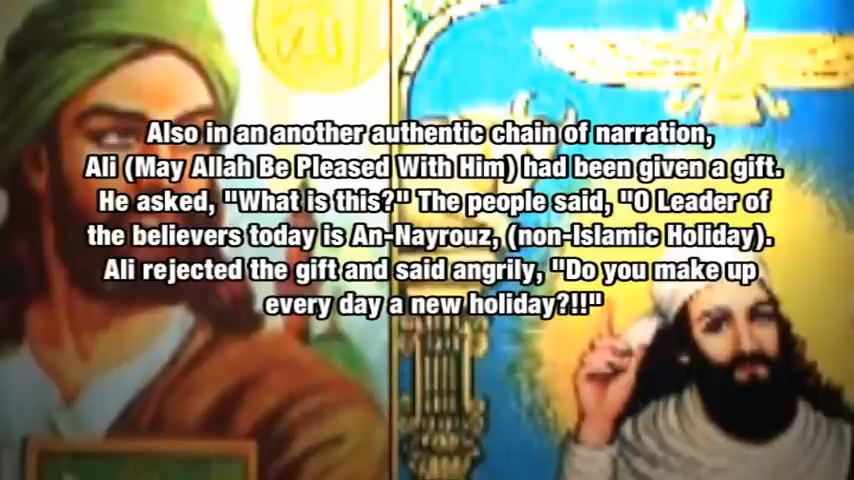 الله
Also in an another authentic chain of narration,
Ali (May Allah Be Pleased With Him) had been given a gift.
He asked, "What is this?" The people said, "O Leader of
the believers today is An-Nayrouz, (non-Islamic Holiday).
Ali rejected the gift and said angrily, "Do you make up
every day a new holiday?!!"